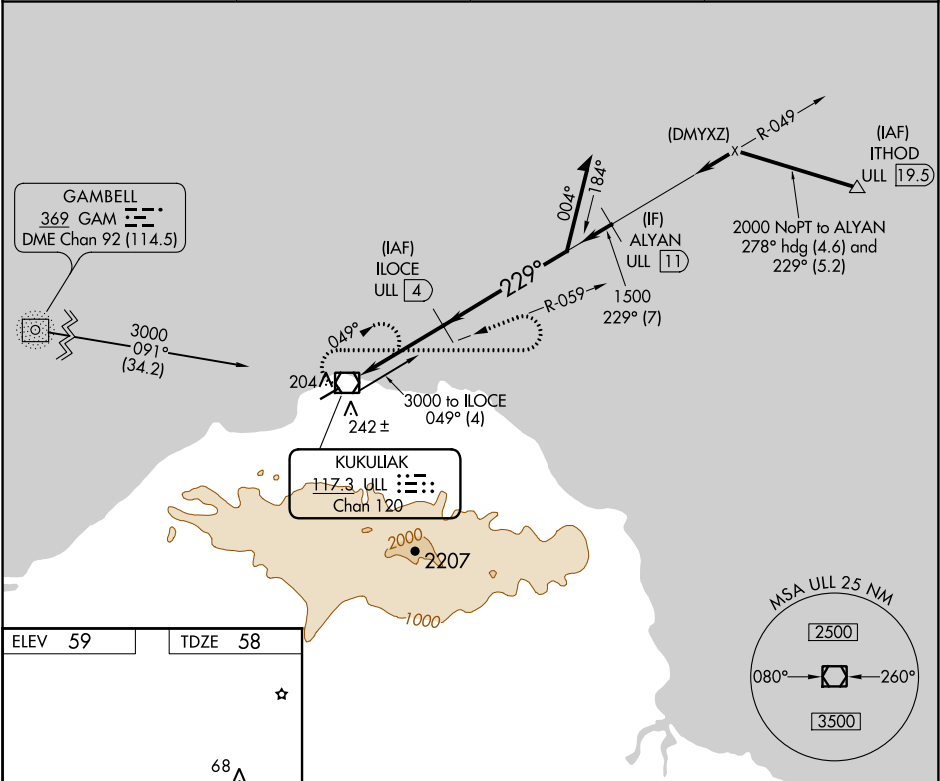 (DMYXZ)
R-049
(IAF)
ITHOD
ULL 19.5
GAMBELL
369 GAM
DME Chan 92 (114.5)
004°
184°
(IF)
ALYAN
ULL 11
2000 NoPT to ALYAN
278° hdg (4.6) and
229° (5.2)
(IAF)
ILOCE
ULL 4
229°
R-059
1500
229° (7)
049°
3000
091°
(34.2)
204
3000 to ILOCE
049° (4)
242 ±
KUKULIAK
117.3 ULL
Chan 120
2000
2207
1000
MSA ULL 25 NM
2500
080°
260°
3500
ELEV 59
TDZE 58
68